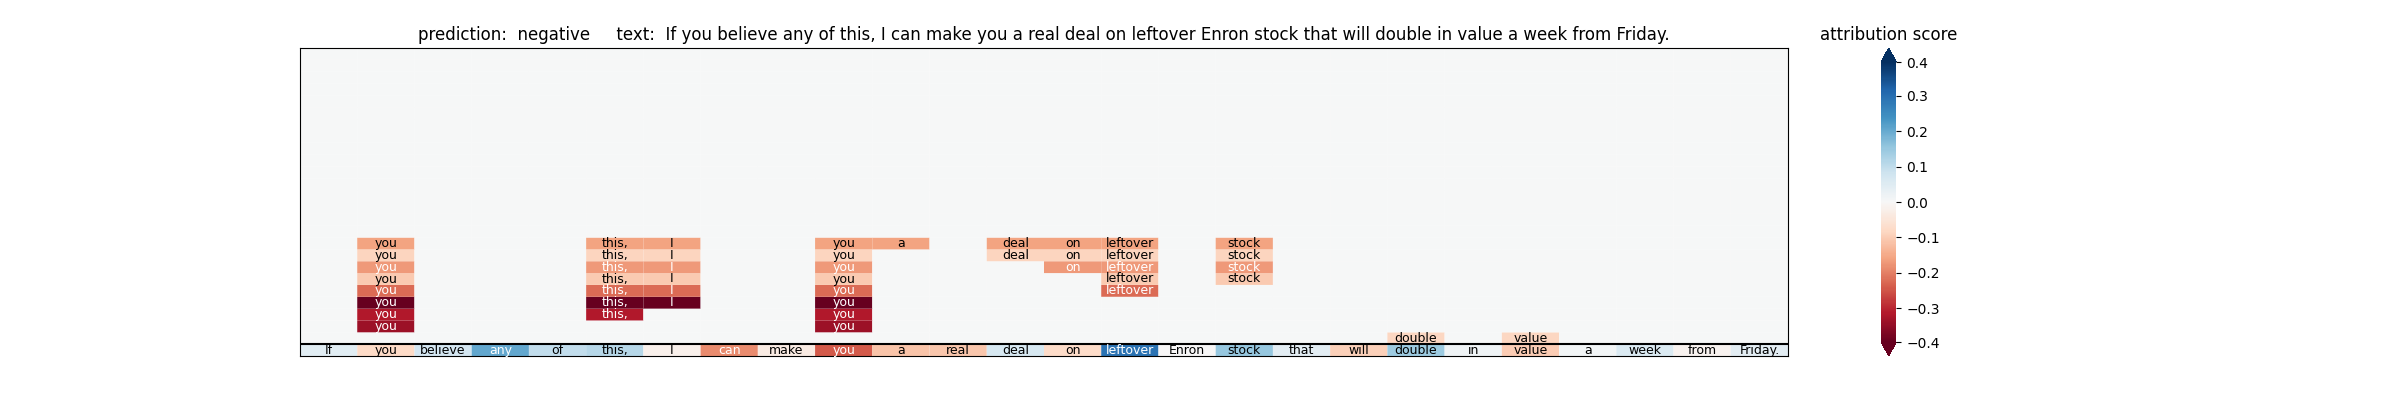 prediction:  negative     text:  If you believe any of this, I can make you a real deal on leftover Enron stock that will double in value a week from Friday.
attribution score
0.4
0.3
0.2
0.1
0.0
−0.1
−0.2
−0.3
−0.4
you this, I you a deal on leftover stock
you this, I you deal on leftover stock
you this, I you on leftover stock
you this, I you leftover stock
you this, I you leftover
you this, I you
you this, you
you you
double value
If you believe any of this, I can make you a real deal on leftover Enron stock that will double in value a week from Friday.